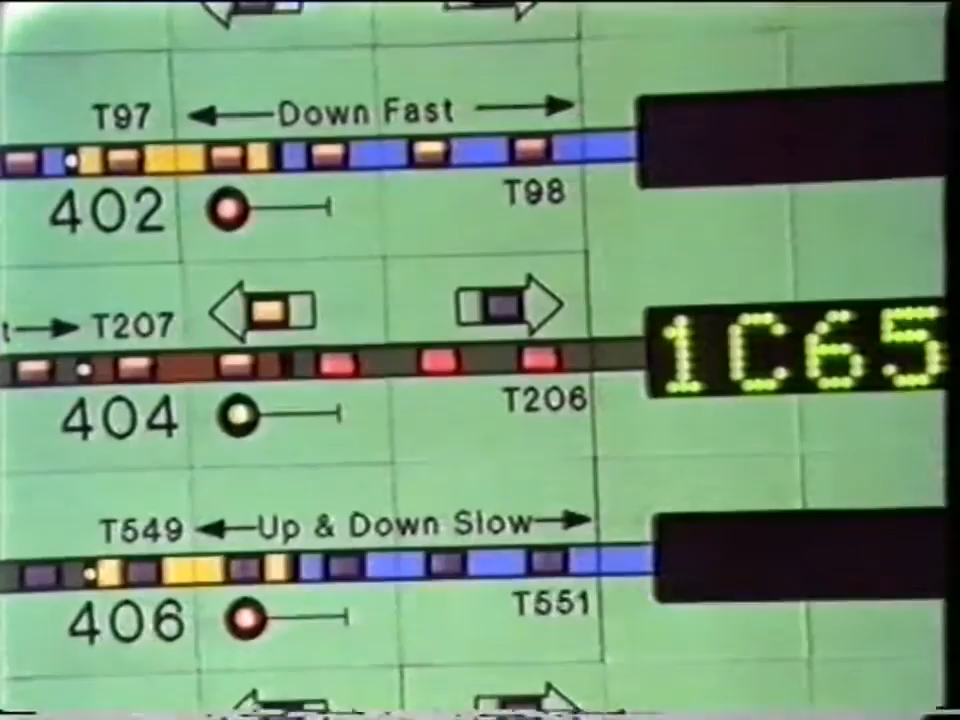 T97
Down Fast
402
T98
T207
1C65
404
T206
T549
Up & Down Slow
406
T551